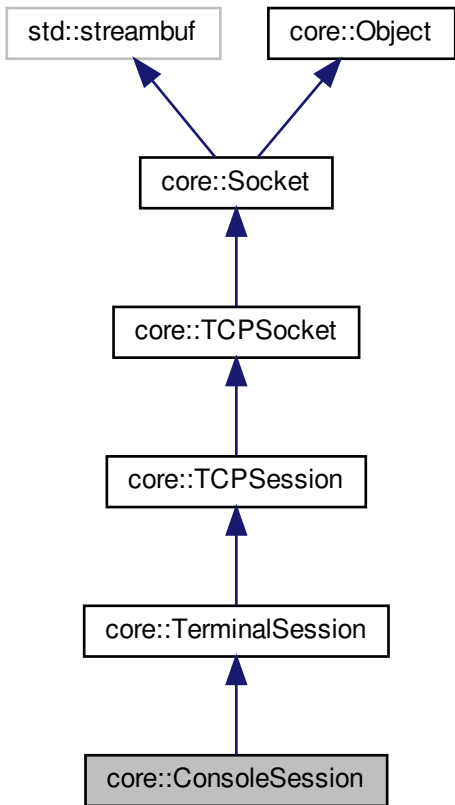 std::streambuf
core::Object
core::Socket
core::TCPSocket
core::TCPSession
core::TerminalSession
core::ConsoleSession